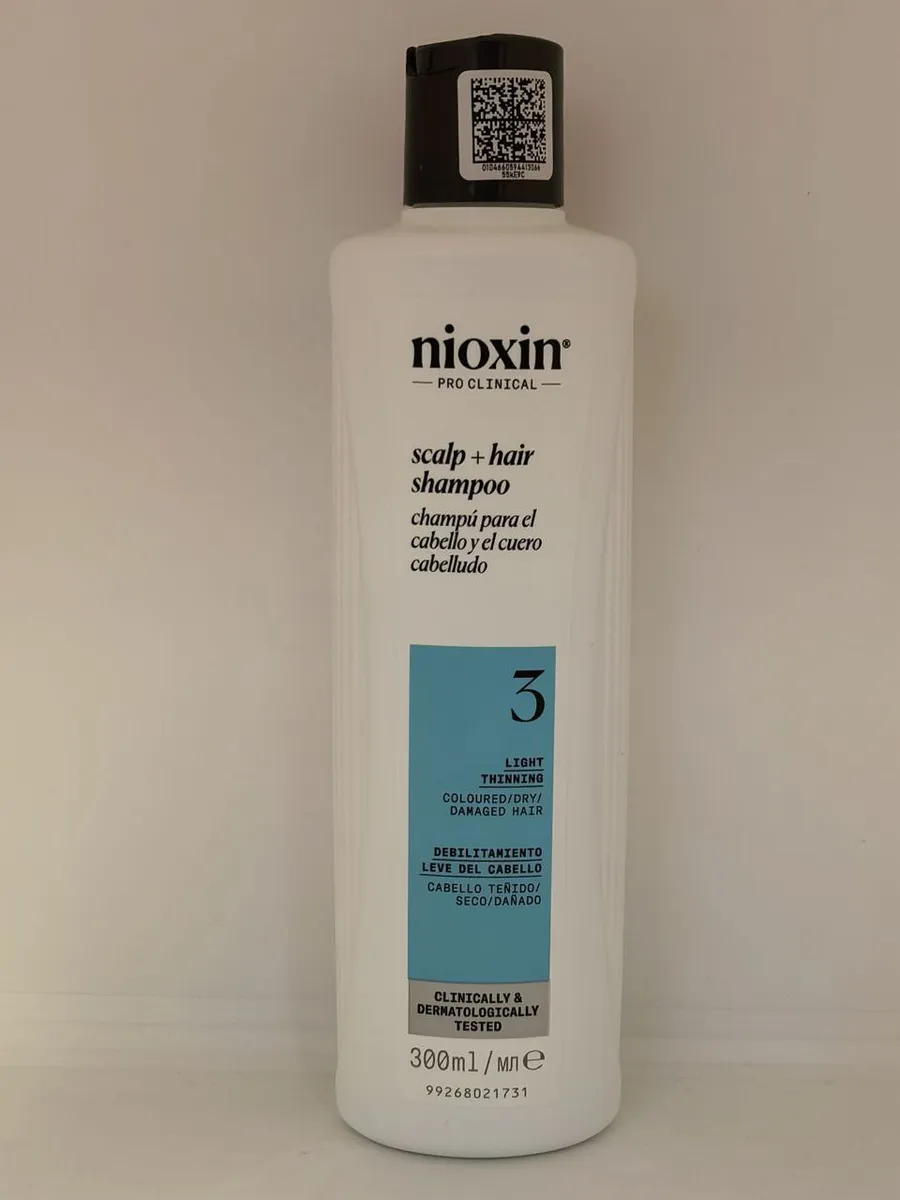 nioxin®
PRO CLINICAL
scalp + hair
shampoo
champú para el
cabello y el cuero
cabelludo
3
LIGHT
THINNING
COLOURED/DRY/
DAMAGED HAIR
DEBILITAMIENTO
LEVE DEL CABELLO
CABELLO TEÑIDO/
SECO/DAÑADO
CLINICALLY &
DERMATOLOGICALLY
TESTED
300ml/мл℮
99268021731